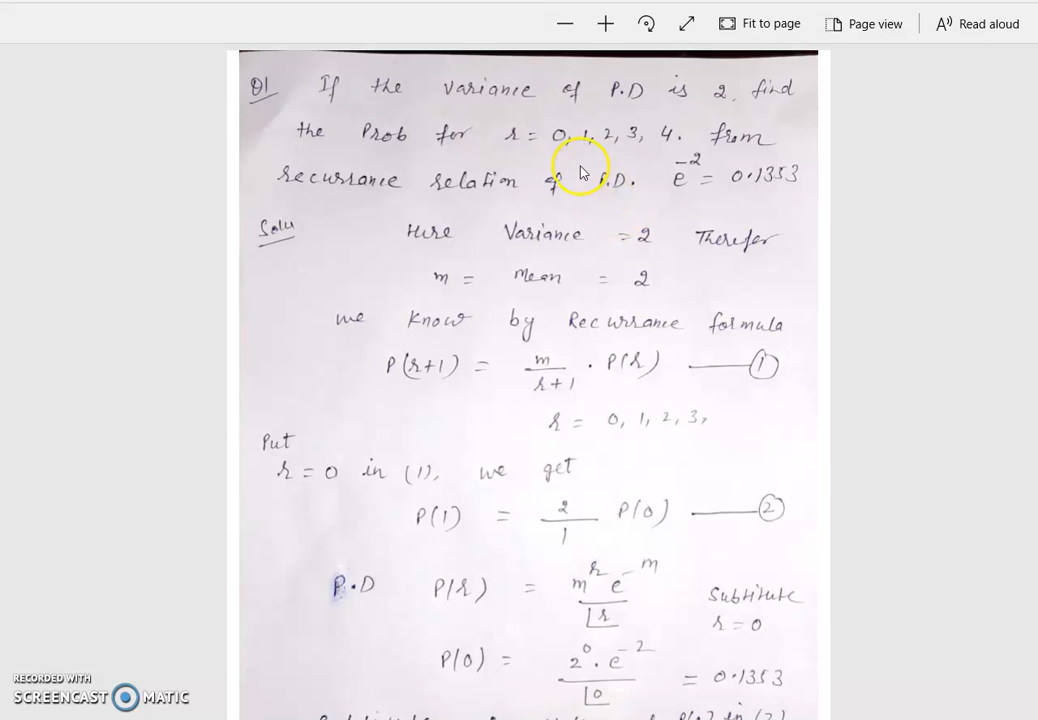 Fit to page Page view Read aloud
Q1 If the variance of P.D is 2, find
the Prob for r = 0, 1, 2, 3, 4. from
recurrance relation of P.D. e^-2 = 0.1353
Solu Here Variance = 2 Therefor
m = Mean = 2
we know by Recurrance formula
P(r+1) = m/r+1 . P(r) ——— 1
r = 0, 1, 2, 3,
Put
r = 0 in (1), we get
P(1) = 2/1 P(0) ——— 2
P.D P(r) = m^r e^-m / ⌊r Substitute
r = 0
P(0) = 2^0 . e^-2 / ⌊0 = 0.1353
RECORDED WITH
SCREENCAST MATIC